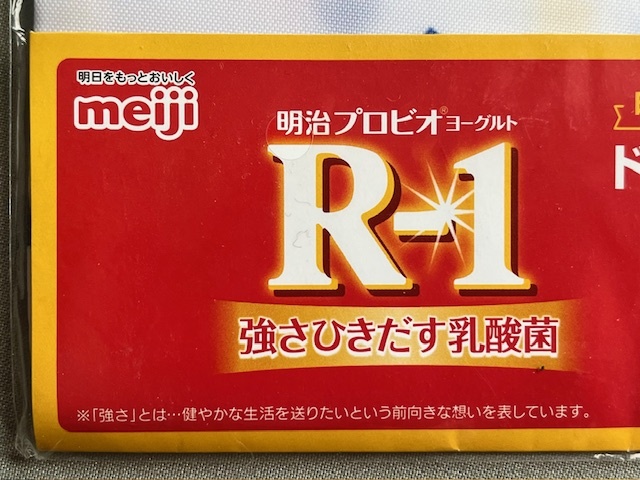 明日をもっとおいしく
meiji
明治プロビオ®ヨーグルト
R-1
強さひきだす乳酸菌
※「強さ」とは…健やかな生活を送りたいという前向きな想いを表しています。
ド